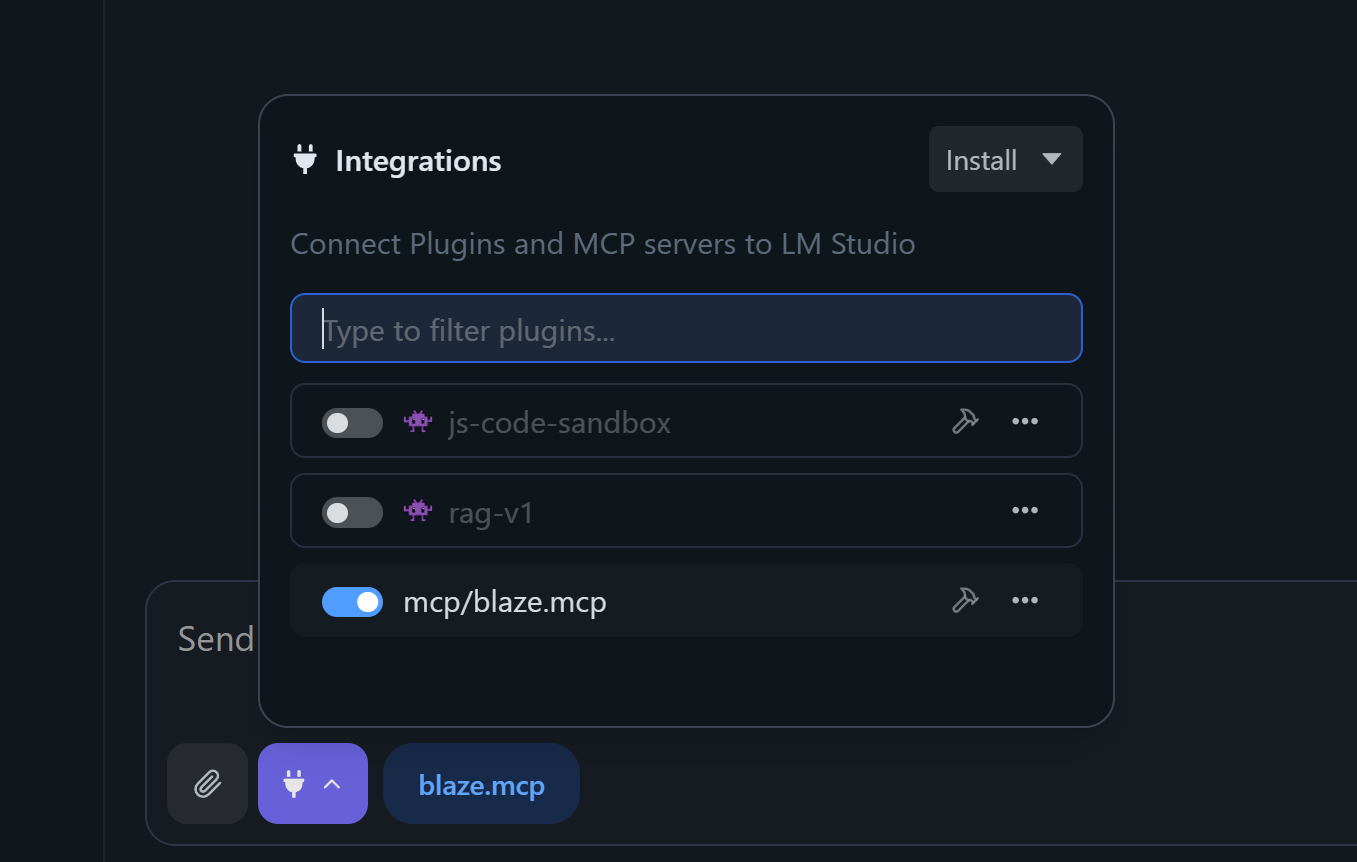 Integrations
Install
Connect Plugins and MCP servers to LM Studio
Type to filter plugins...
js-code-sandbox
rag-v1
mcp/blaze.mcp
Send
blaze.mcp